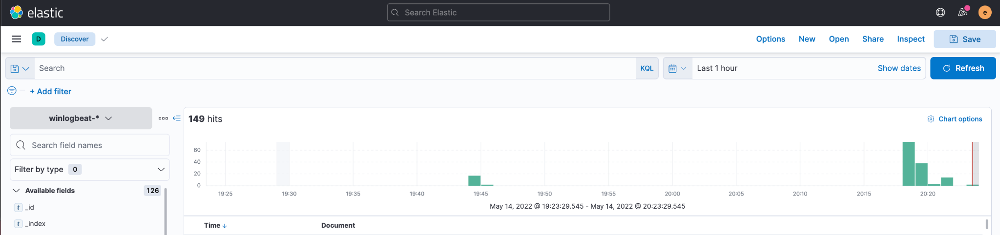 elastic
Search Elastic
e
D
Discover
Options
New
Open
Share
Inspect
Save
Search
KQL
Last 1 hour
Show dates
Refresh
+ Add filter
winlogbeat-*
149 hits
Chart options
Search field names
Filter by type 0
Available fields 126
t _id
t _index
60
40
20
0
19:25 19:30 19:35 19:40 19:45 19:50 19:55 20:00 20:05 20:10 20:15 20:20
May 14, 2022 @ 19:23:29.545 - May 14, 2022 @ 20:23:29.545
Time
Document